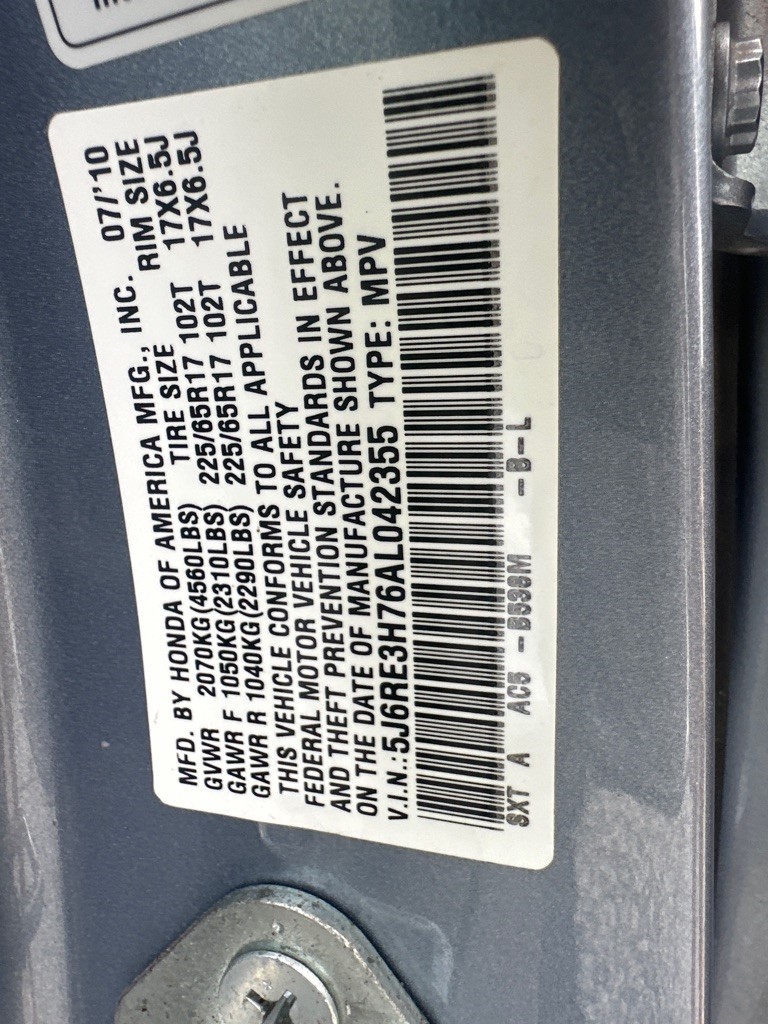 MFD. BY HONDA OF AMERICA MFG., INC. 07/'10
GVWR 2070KG(4560LBS) TIRE SIZE RIM SIZE
GAWR F 1050KG(2310LBS) 225/65R17 102T 17X6.5J
GAWR R 1040KG(2290LBS) 225/65R17 102T 17X6.5J
THIS VEHICLE CONFORMS TO ALL APPLICABLE
FEDERAL MOTOR VEHICLE SAFETY
AND THEFT PREVENTION STANDARDS IN EFFECT
ON THE DATE OF MANUFACTURE SHOWN ABOVE.
V.I.N.:5J6RE3H76AL042355 TYPE: MPV
SXT A AC5 -B538M -B-L